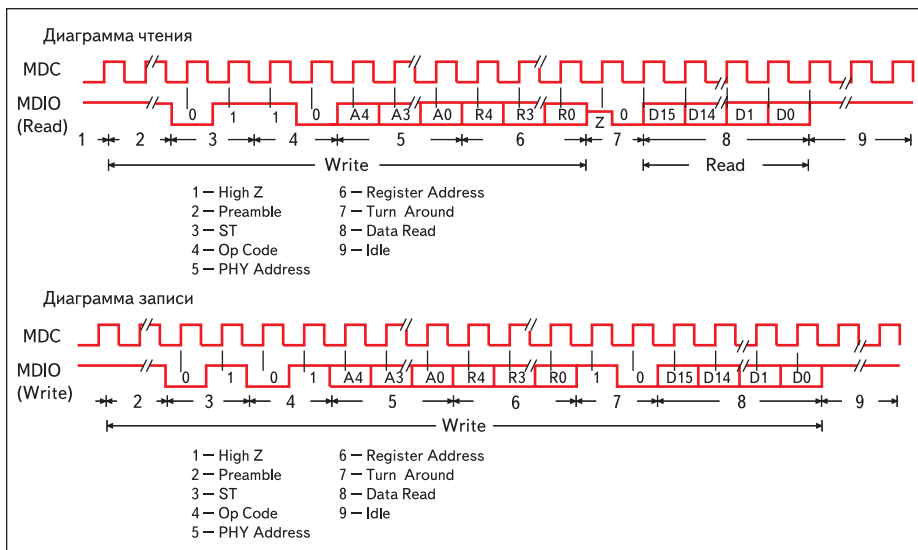 Диаграмма чтения
MDC
MDIO
(Read)
0 1 1 0 A4 A3 A0 R4 R3 R0 Z 0 D15 D14 D1 D0
1 2 3 4 5 6 7 8 9
Write Read
1 – High Z
2 – Preamble
3 – ST
4 – Op Code
5 – PHY Address
6 – Register Address
7 – Turn Around
8 – Data Read
9 – Idle
Диаграмма записи
MDC
MDIO
(Write)
0 1 0 1 A4 A3 A0 R4 R3 R0 1 0 D15 D14 D1 D0
2 3 4 5 6 7 8 9
Write
1 – High Z
2 – Preamble
3 – ST
4 – Op Code
5 – PHY Address
6 – Register Address
7 – Turn Around
8 – Data Read
9 – Idle